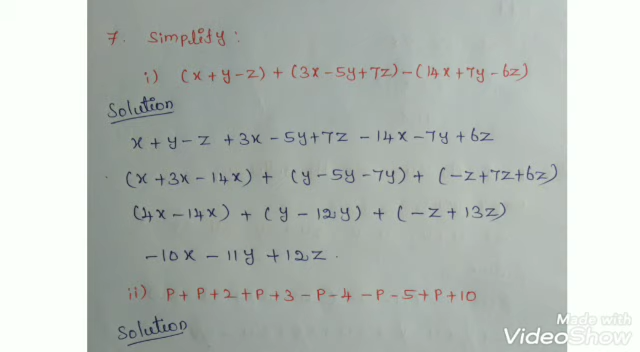 7. Simplify:
i) (x+y-z) + (3x-5y+7z) - (14x+7y-6z)
Solution
x+y-z+3x-5y+7z-14x-7y+6z
(x+3x-14x) + (y-5y-7y) + (-z+7z+6z)
(4x-14x) + (y-12y) + (-z+13z)
-10x-11y+12z.
ii) P+P+2+P+3-P-4-P-5+P+10
Solution
Made with
VideoShow